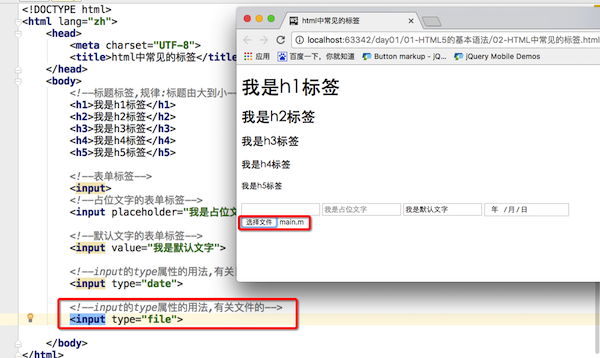 <!DOCTYPE html>
<html lang="zh">
<head>
<meta charset="UTF-8">
<title>html中常见的标签</title>
</head>
<body>
<!--标题标签,规律:标题由大到小
<h1>我是h1标签</h1>
<h2>我是h2标签</h2>
<h3>我是h3标签</h3>
<h4>我是h4标签</h4>
<h5>我是h5标签</h5>
<!--表单标签-->
<input>
<!--占位文字的表单标签-->
<input placeholder="我是占位文
<!--默认文字的表单标签-->
<input value="我是默认文字">
<!--input的type属性的用法,有关
<input type="date">
<!--input的type属性的用法,有关文件的-->
<input type="file">
</body>
</html>
html中常见的标签
localhost:63342/day01/01-HTML5的基本语法/02-HTML中常见的标签.html
应用 百度一下,你就知道 Button markup - jQ... jQuery Mobile Demos
我是h1标签
我是h2标签
我是h3标签
我是h4标签
我是h5标签
我是占位文字 我是默认文字 年 /月/日
选择文件 main.m